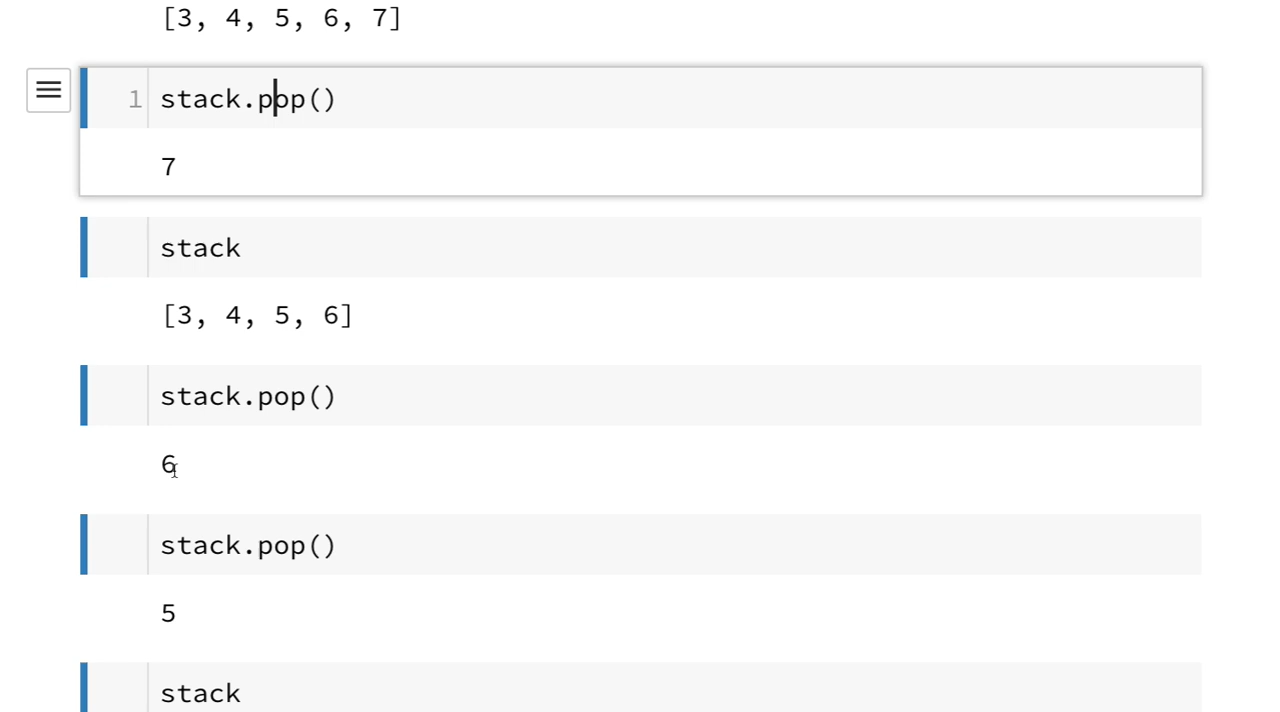 [3, 4, 5, 6, 7]
1 stack.pop()
7
stack
[3, 4, 5, 6]
stack.pop()
6
stack.pop()
5
stack